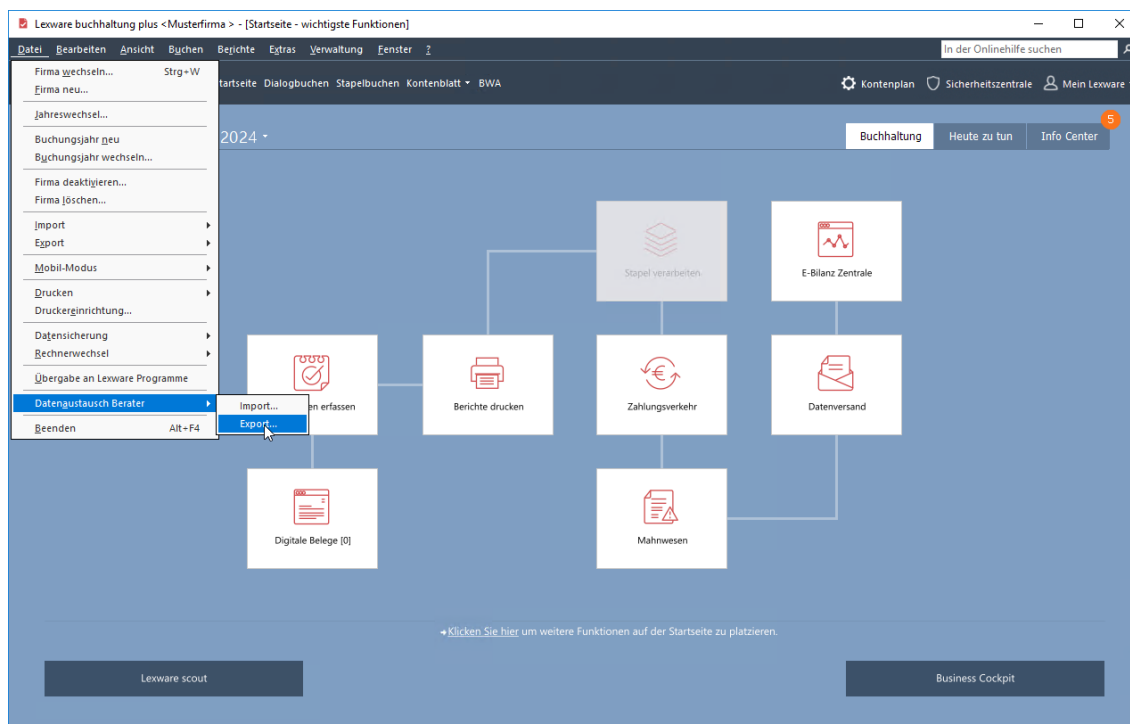 Lexware buchhaltung plus <Musterfirma > - [Startseite - wichtigste Funktionen]
Datei Bearbeiten Ansicht Buchen Berichte Extras Verwaltung Fenster ?
In der Onlinehilfe suchen
Dialogbuchen Stapelbuchen Kontenblatt BWA
Kontenplan Sicherheitszentrale Mein Lexware
Firma wechseln... Strg+W
Firma neu...
Jahreswechsel...
Buchungsjahr neu
Buchungsjahr wechseln...
Firma deaktivieren...
Firma löschen...
Import
Export
Mobil-Modus
Drucken
Druckereinrichtung...
Datensicherung
Rechnerwechsel
Übergabe an Lexware Programme
Datenaustausch Berater
Beenden Alt+F4
Import...
Export...
2024
Buchhaltung Heute zu tun Info Center 5
Stapel verarbeiten
E-Bilanz Zentrale
erfassen
Berichte drucken
Zahlungsverkehr
Datenversand
Digitale Belege [0]
Mahnwesen
Klicken Sie hier um weitere Funktionen auf der Startseite zu platzieren.
Lexware scout
Business Cockpit